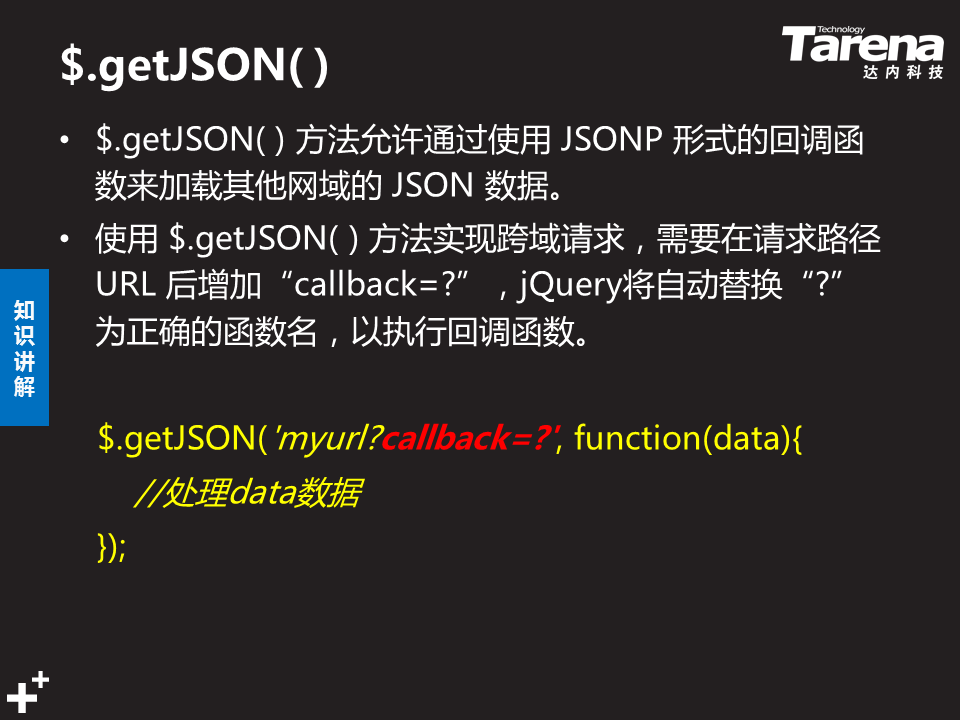 $.getJSON( )
Technology
Tarena
达内科技
• $.getJSON( ) 方法允许通过使用 JSONP 形式的回调函
数来加载其他网域的 JSON 数据。
• 使用 $.getJSON( ) 方法实现跨域请求，需要在请求路径
URL 后增加“callback=?”，jQuery将自动替换“?”
为正确的函数名，以执行回调函数。
知
识
讲
解
$.getJSON('myurl?callback=?', function(data){
//处理data数据
});